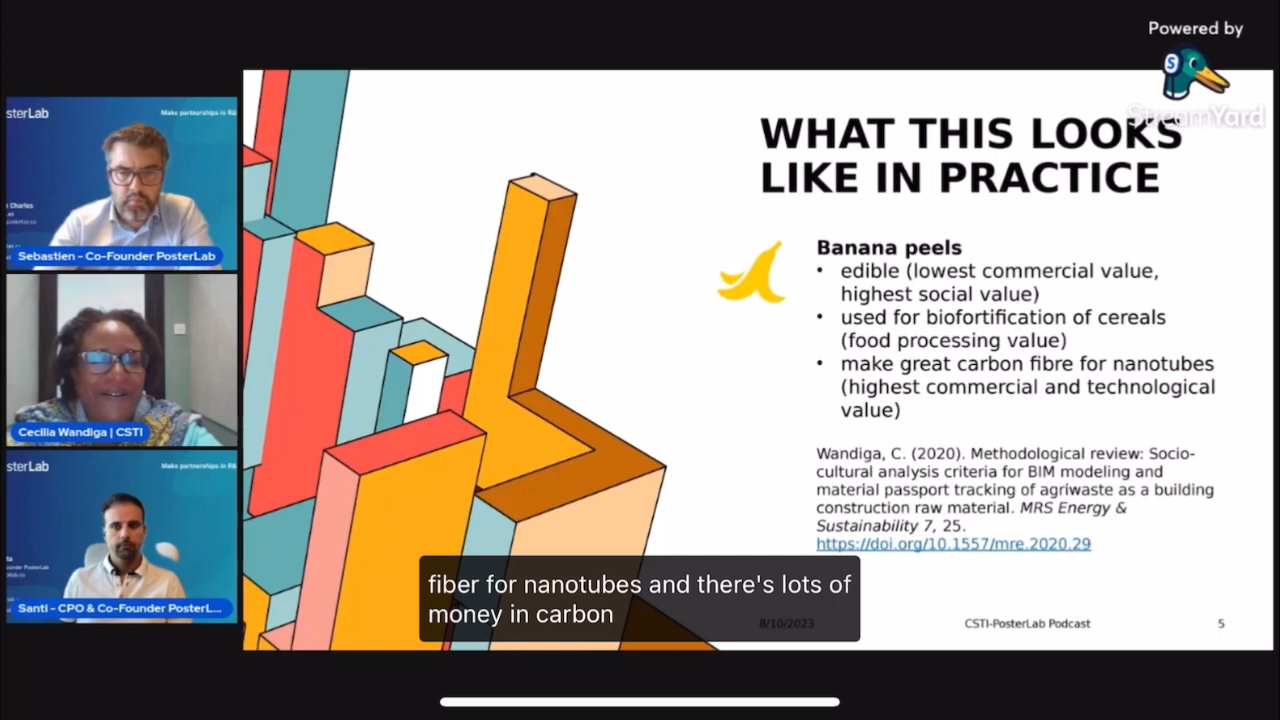 Powered by
StreamYard
sterLab
Make partnerships in R&
Charles
Sebastien – Co-Founder PosterLab
Cecilia Wandiga | CSTI
sterLab
Make partnerships in R&
Santi – CPO & Co-Founder PosterL...
WHAT THIS LOOKS
LIKE IN PRACTICE
Banana peels
• edible (lowest commercial value,
highest social value)
• used for biofortification of cereals
(food processing value)
• make great carbon fibre for nanotubes
(highest commercial and technological
value)
Wandiga, C. (2020). Methodological review: Socio-
cultural analysis criteria for BIM modeling and
material passport tracking of agriwaste as a building
construction raw material. MRS Energy &
Sustainability 7, 25.
https://doi.org/10.1557/mre.2020.29
fiber for nanotubes and there's lots of
money in carbon
8/10/2023
CSTI-PosterLab Podcast
5